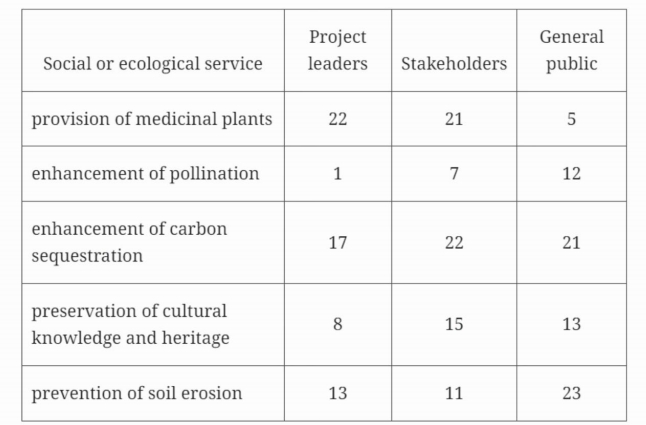 Social or ecological service | Project leaders | Stakeholders | General public
provision of medicinal plants | 22 | 21 | 5
enhancement of pollination | 1 | 7 | 12
enhancement of carbon sequestration | 17 | 22 | 21
preservation of cultural knowledge and heritage | 8 | 15 | 13
prevention of soil erosion | 13 | 11 | 23